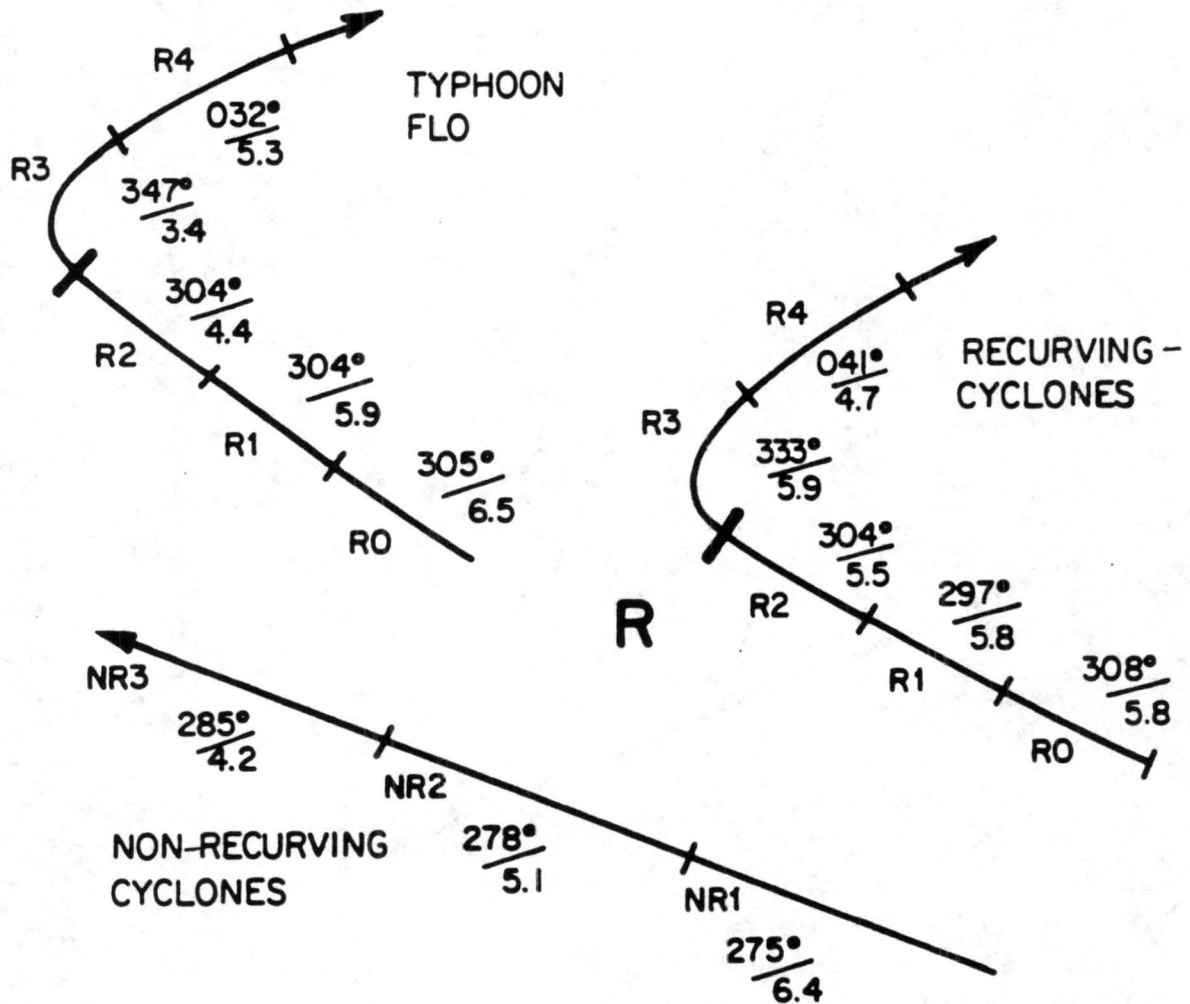 R4
TYPHOON
FLO
032°
5.3
R3
347°
3.4
304°
4.4
R2
304°
5.9
R1
305°
6.5
R0
R4
RECURVING-
CYCLONES
041°
4.7
R3
333°
5.9
304°
5.5
R2
R
297°
5.8
R1
308°
5.8
R0
NR3
285°
4.2
NR2
NON-RECURVING
CYCLONES
278°
5.1
NR1
275°
6.4